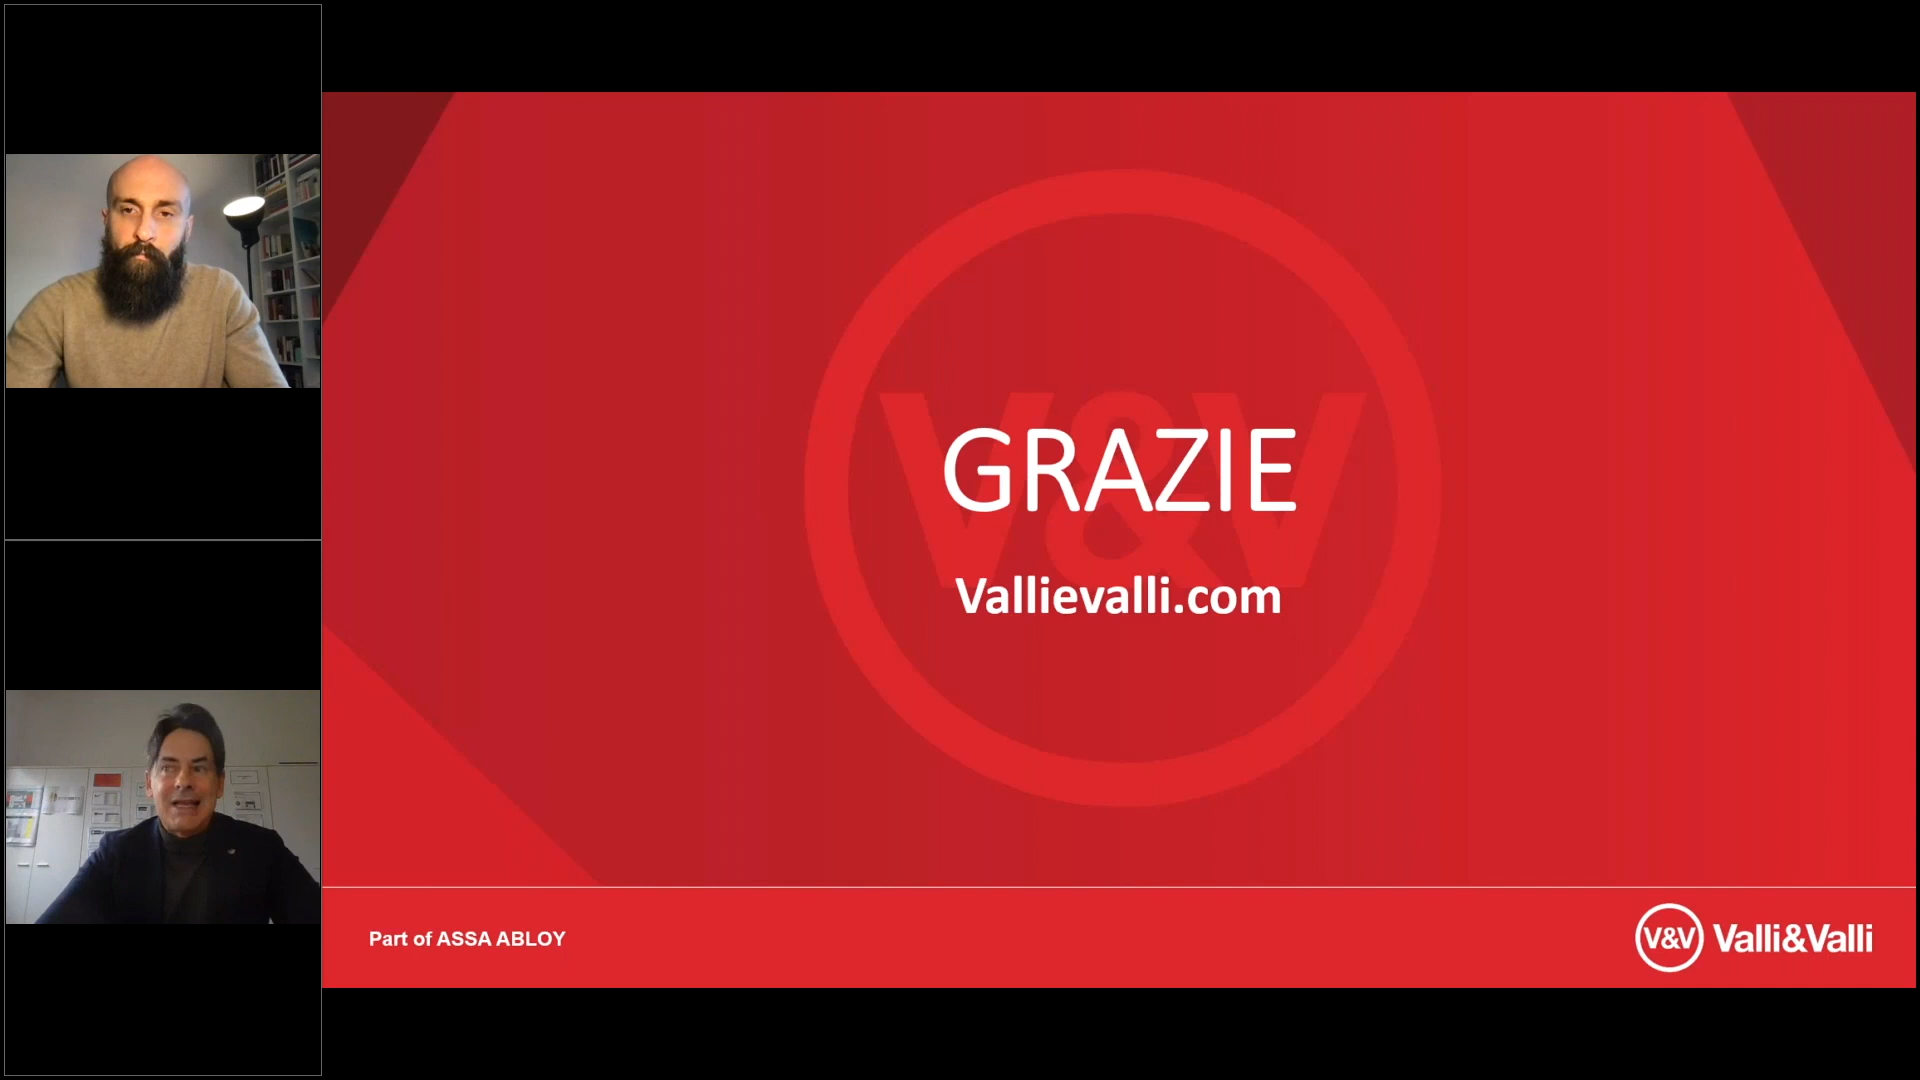 V&V
GRAZIE
Vallievalli.com
Part of ASSA ABLOY
V&V Valli&Valli